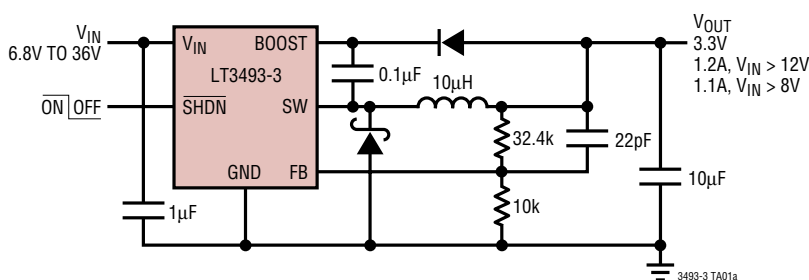 VIN
6.8V TO 36V
ON OFF
VIN
BOOST
LT3493-3
SHDN
SW
GND
FB
1µF
0.1µF
10µH
32.4k
22pF
10k
10µF
VOUT
3.3V
1.2A, VIN > 12V
1.1A, VIN > 8V
3493-3 TA01a